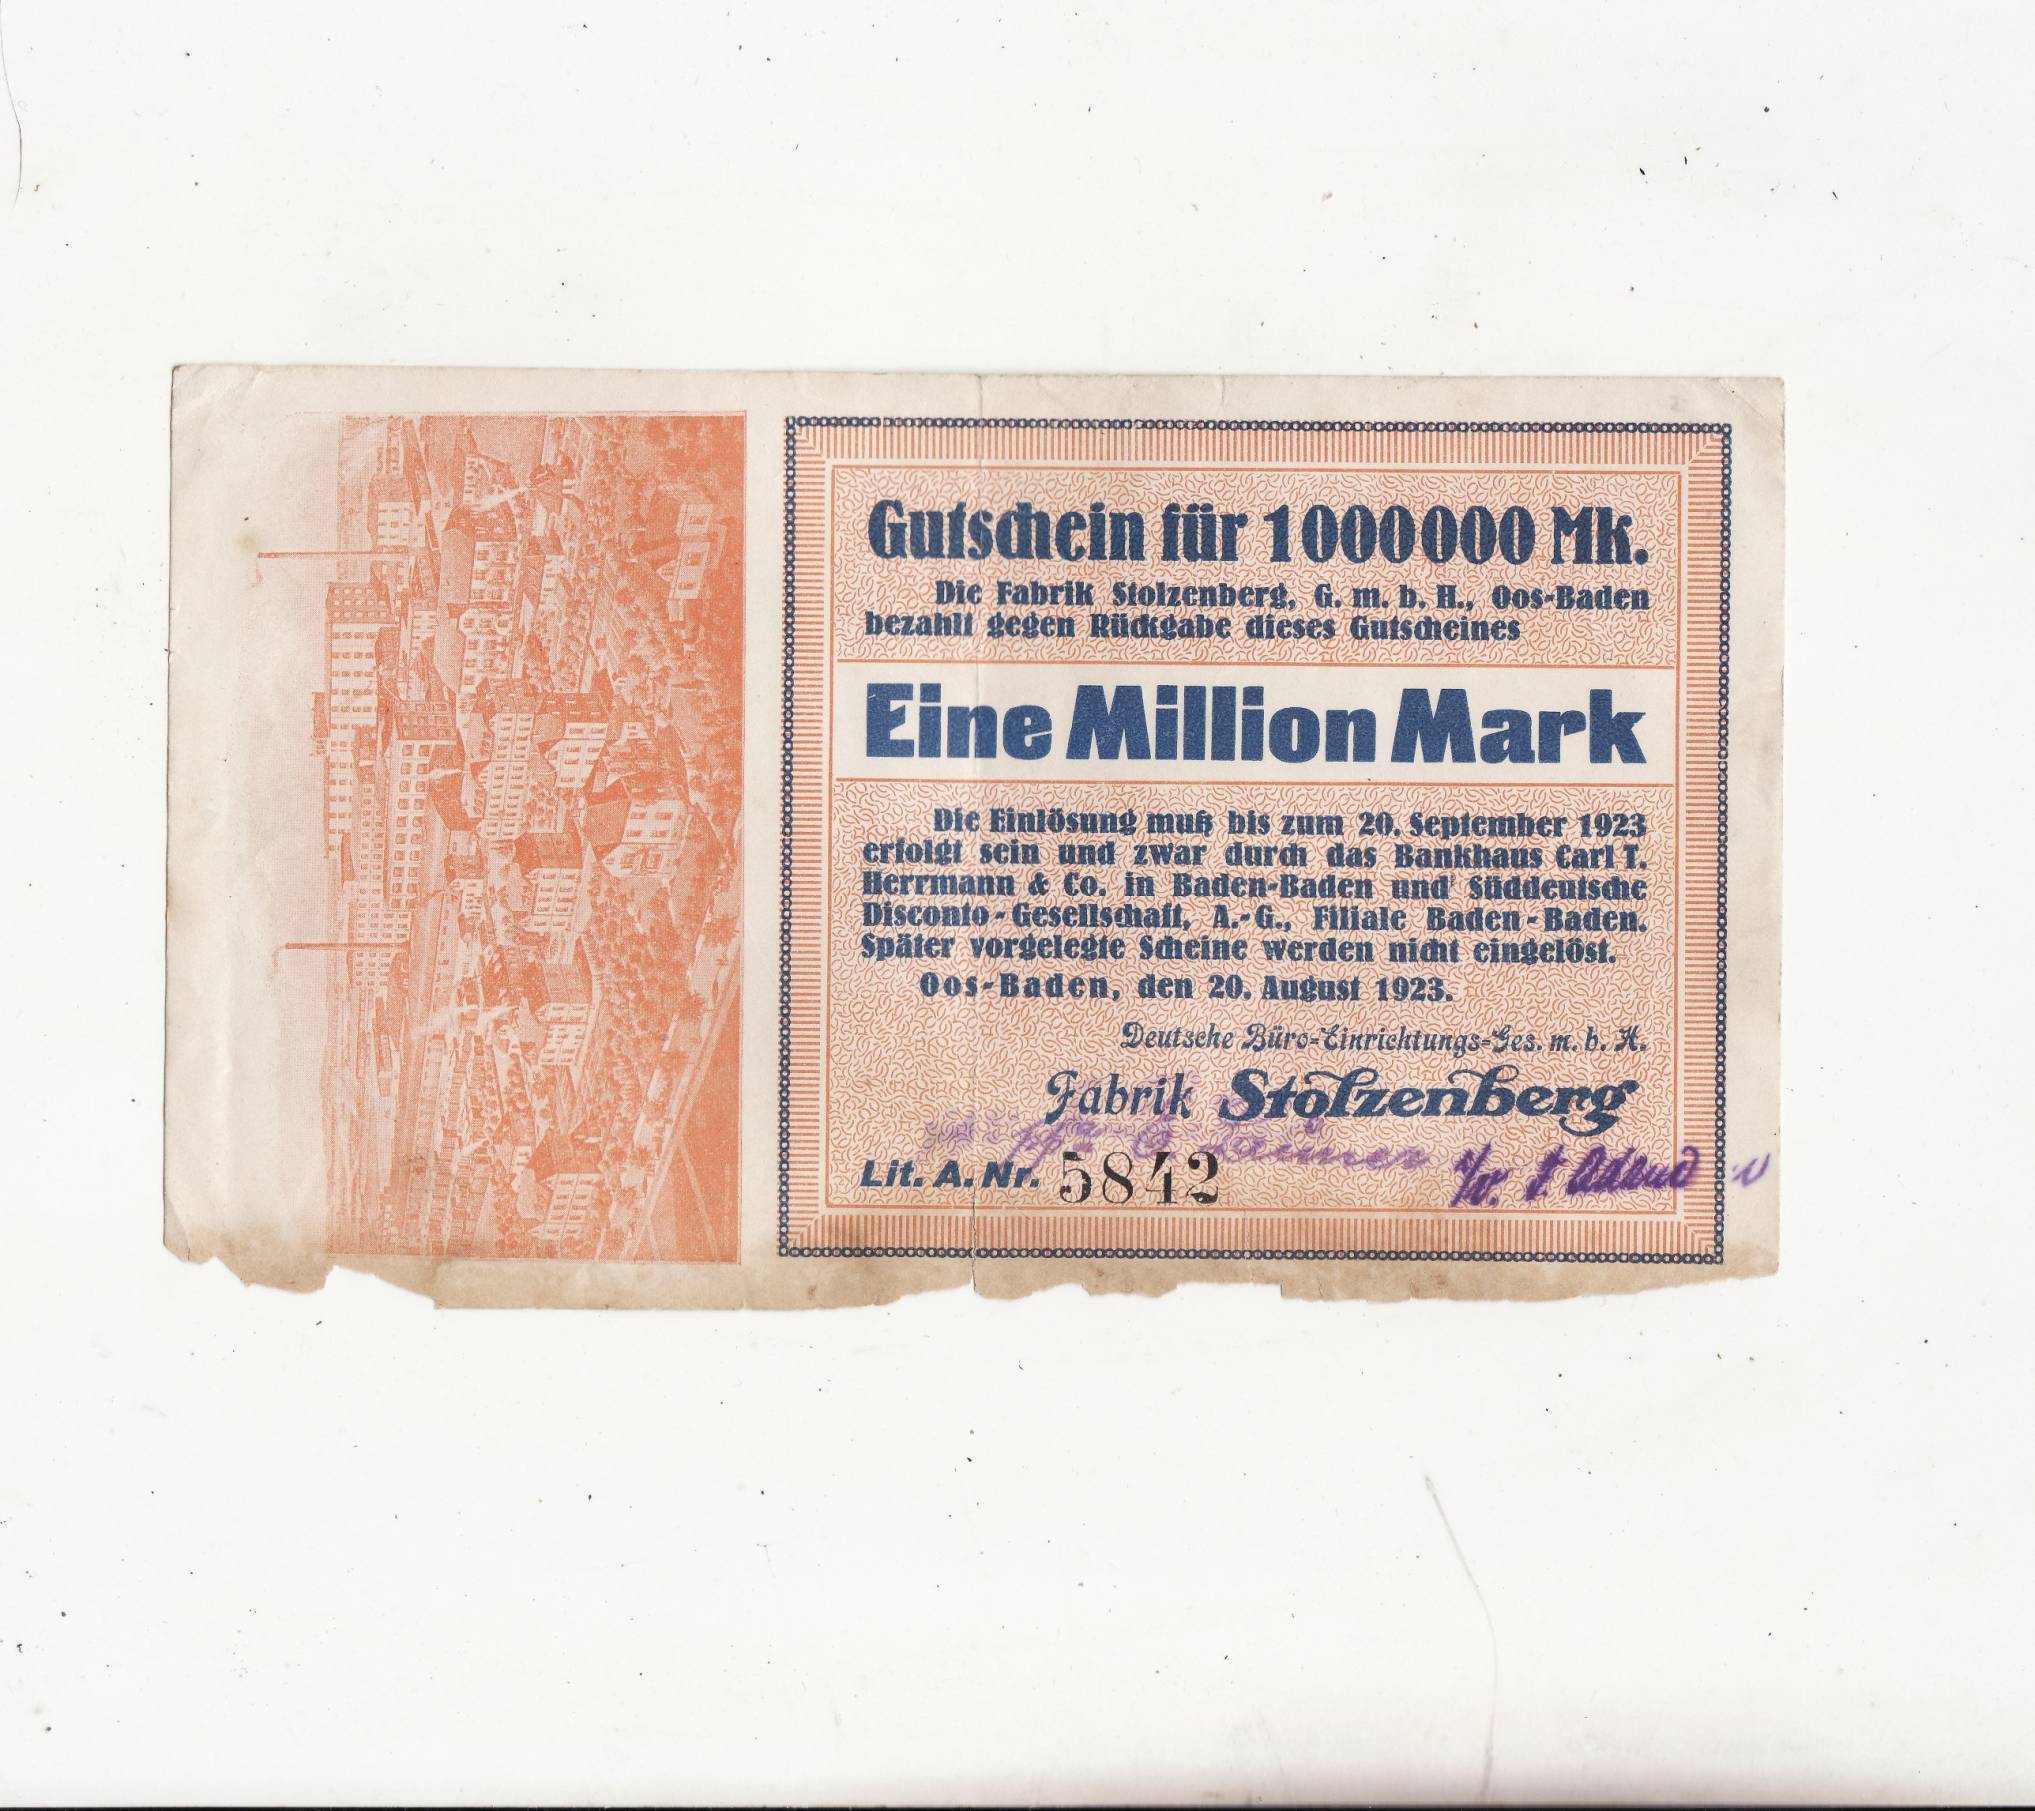 Gutschein für 1000000 Mk.
Die Fabrik Stolzenberg, G. m. b. H., Oos-Baden
bezahlt gegen Rückgabe dieses Gutscheines
Eine Million Mark
Die Einlösung muß bis zum 20. September 1923
erfolgt sein und zwar durch das Bankhaus Carl T.
Herrmann & Co. in Baden-Baden und Süddeutsche
Disconto-Gesellschaft, A.-G., Filiale Baden-Baden.
Später vorgelegte Scheine werden nicht eingelöst.
Oos-Baden, den 20. August 1923.
Deutsche Büro-Einrichtungs-Ges. m. b. H.
Fabrik Stolzenberg
Lit. A. Nr. 5842